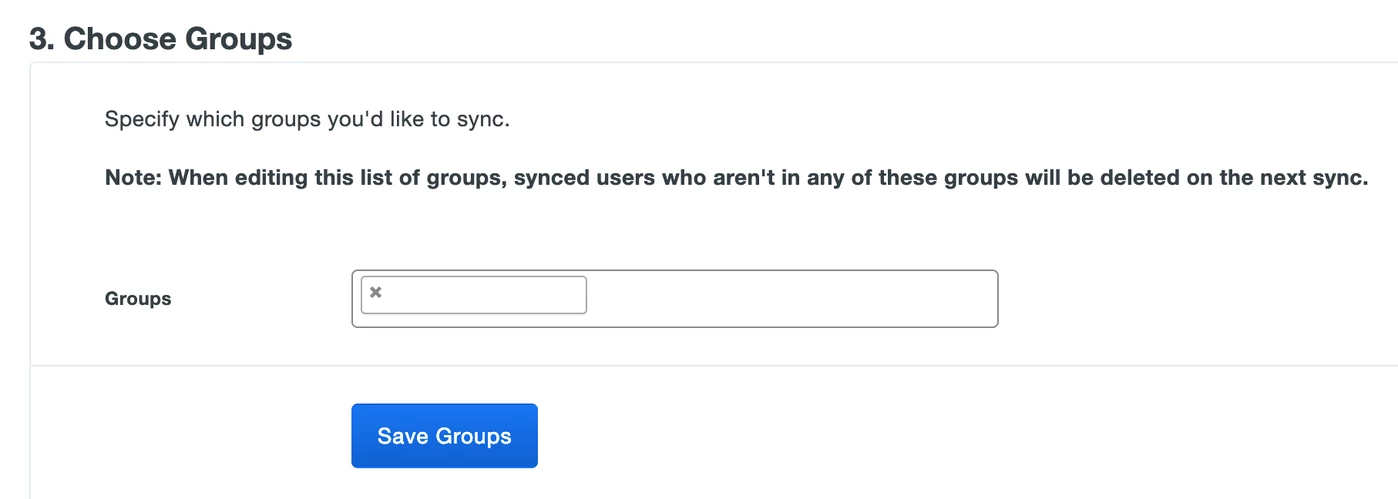 3. Choose Groups
Specify which groups you'd like to sync.
Note: When editing this list of groups, synced users who aren't in any of these groups will be deleted on the next sync.
Groups
×
Save Groups